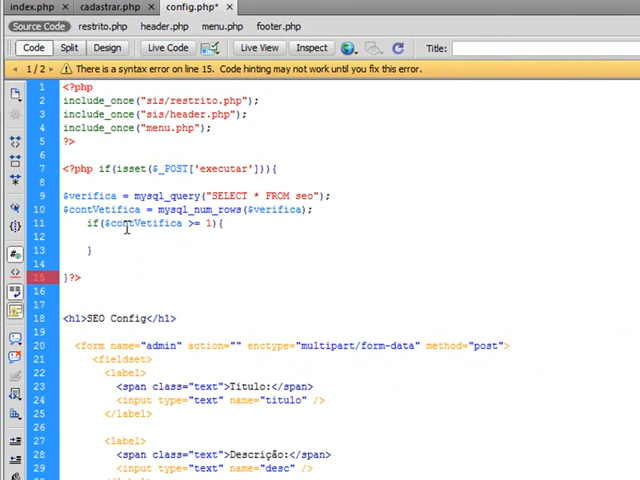 index.php × cadastrar.php × config.php* ×
Source Code restrito.php header.php menu.php footer.php
Code Split Design Live Code Live View Inspect Title:
1 / 2 There is a syntax error on line 15. Code hinting may not work until you fix this error.
1 <?php
2 include_once("sis/restrito.php");
3 include_once("sis/header.php");
4 include_once("menu.php");
5 ?>
6
7 <?php if(isset($_POST['executar'])){
8
9 $verifica = mysql_query("SELECT * FROM seo");
10 $contVetifica = mysql_num_rows($verifica);
11 if($contVetifica >= 1){
12
13 }
14
15 }?>
16
17
18 <h1>SEO Config</h1>
19
20 <form name="admin" action="" enctype="multipart/form-data" method="post">
21 <fieldset>
22 <label>
23 <span class="text">Titulo:</span>
24 <input type="text" name="titulo" />
25 </label>
26
27 <label>
28 <span class="text">Descrição:</span>
29 <input type="text" name="desc" />